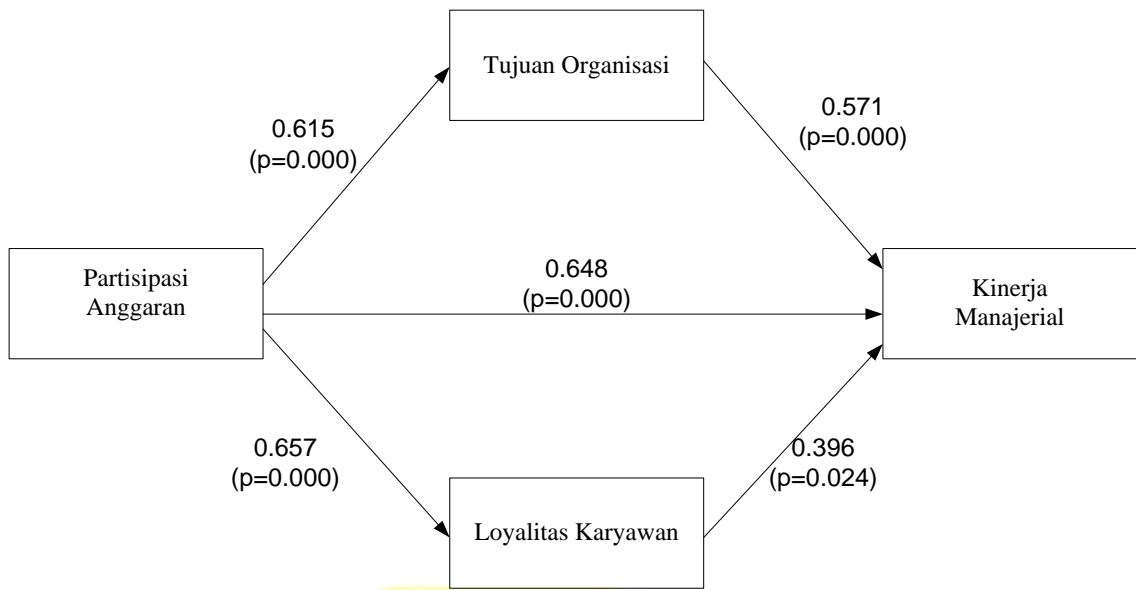 Tujuan Organisasi
0.615
(p=0.000)
0.571
(p=0.000)
Partisipasi
Anggaran
0.648
(p=0.000)
Kinerja
Manajerial
0.657
(p=0.000)
0.396
(p=0.024)
Loyalitas Karyawan